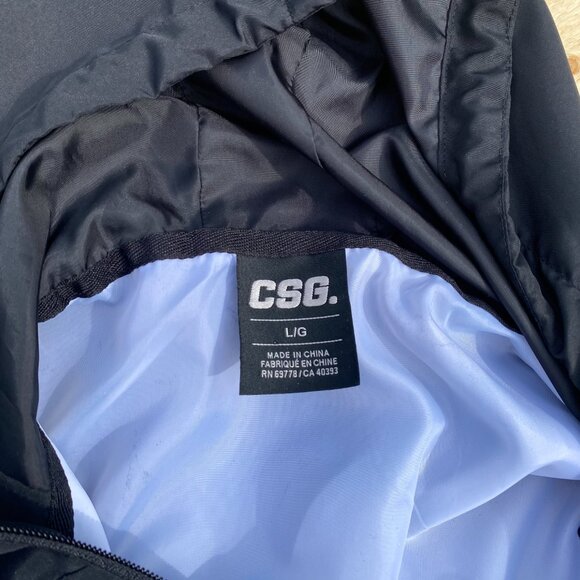 CSG.
L/G
MADE IN CHINA
FABRIQUÉ EN CHINE
RN 69778 / CA 40393